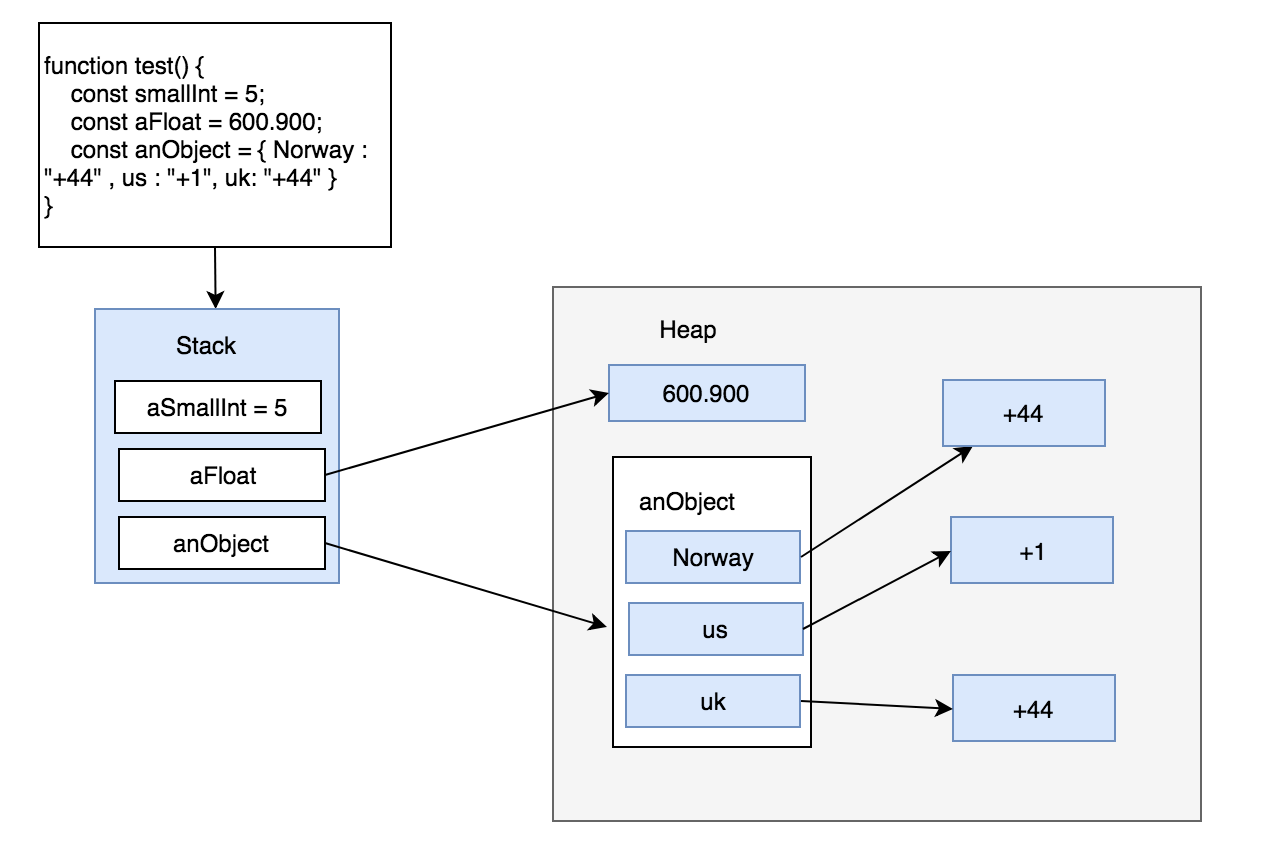 function test() {
const smallInt = 5;
const aFloat = 600.900;
const anObject = { Norway :
"+44" , us : "+1", uk: "+44" }
}
Stack
aSmallInt = 5
aFloat
anObject
Heap
600.900
anObject
Norway
us
uk
+44
+1
+44